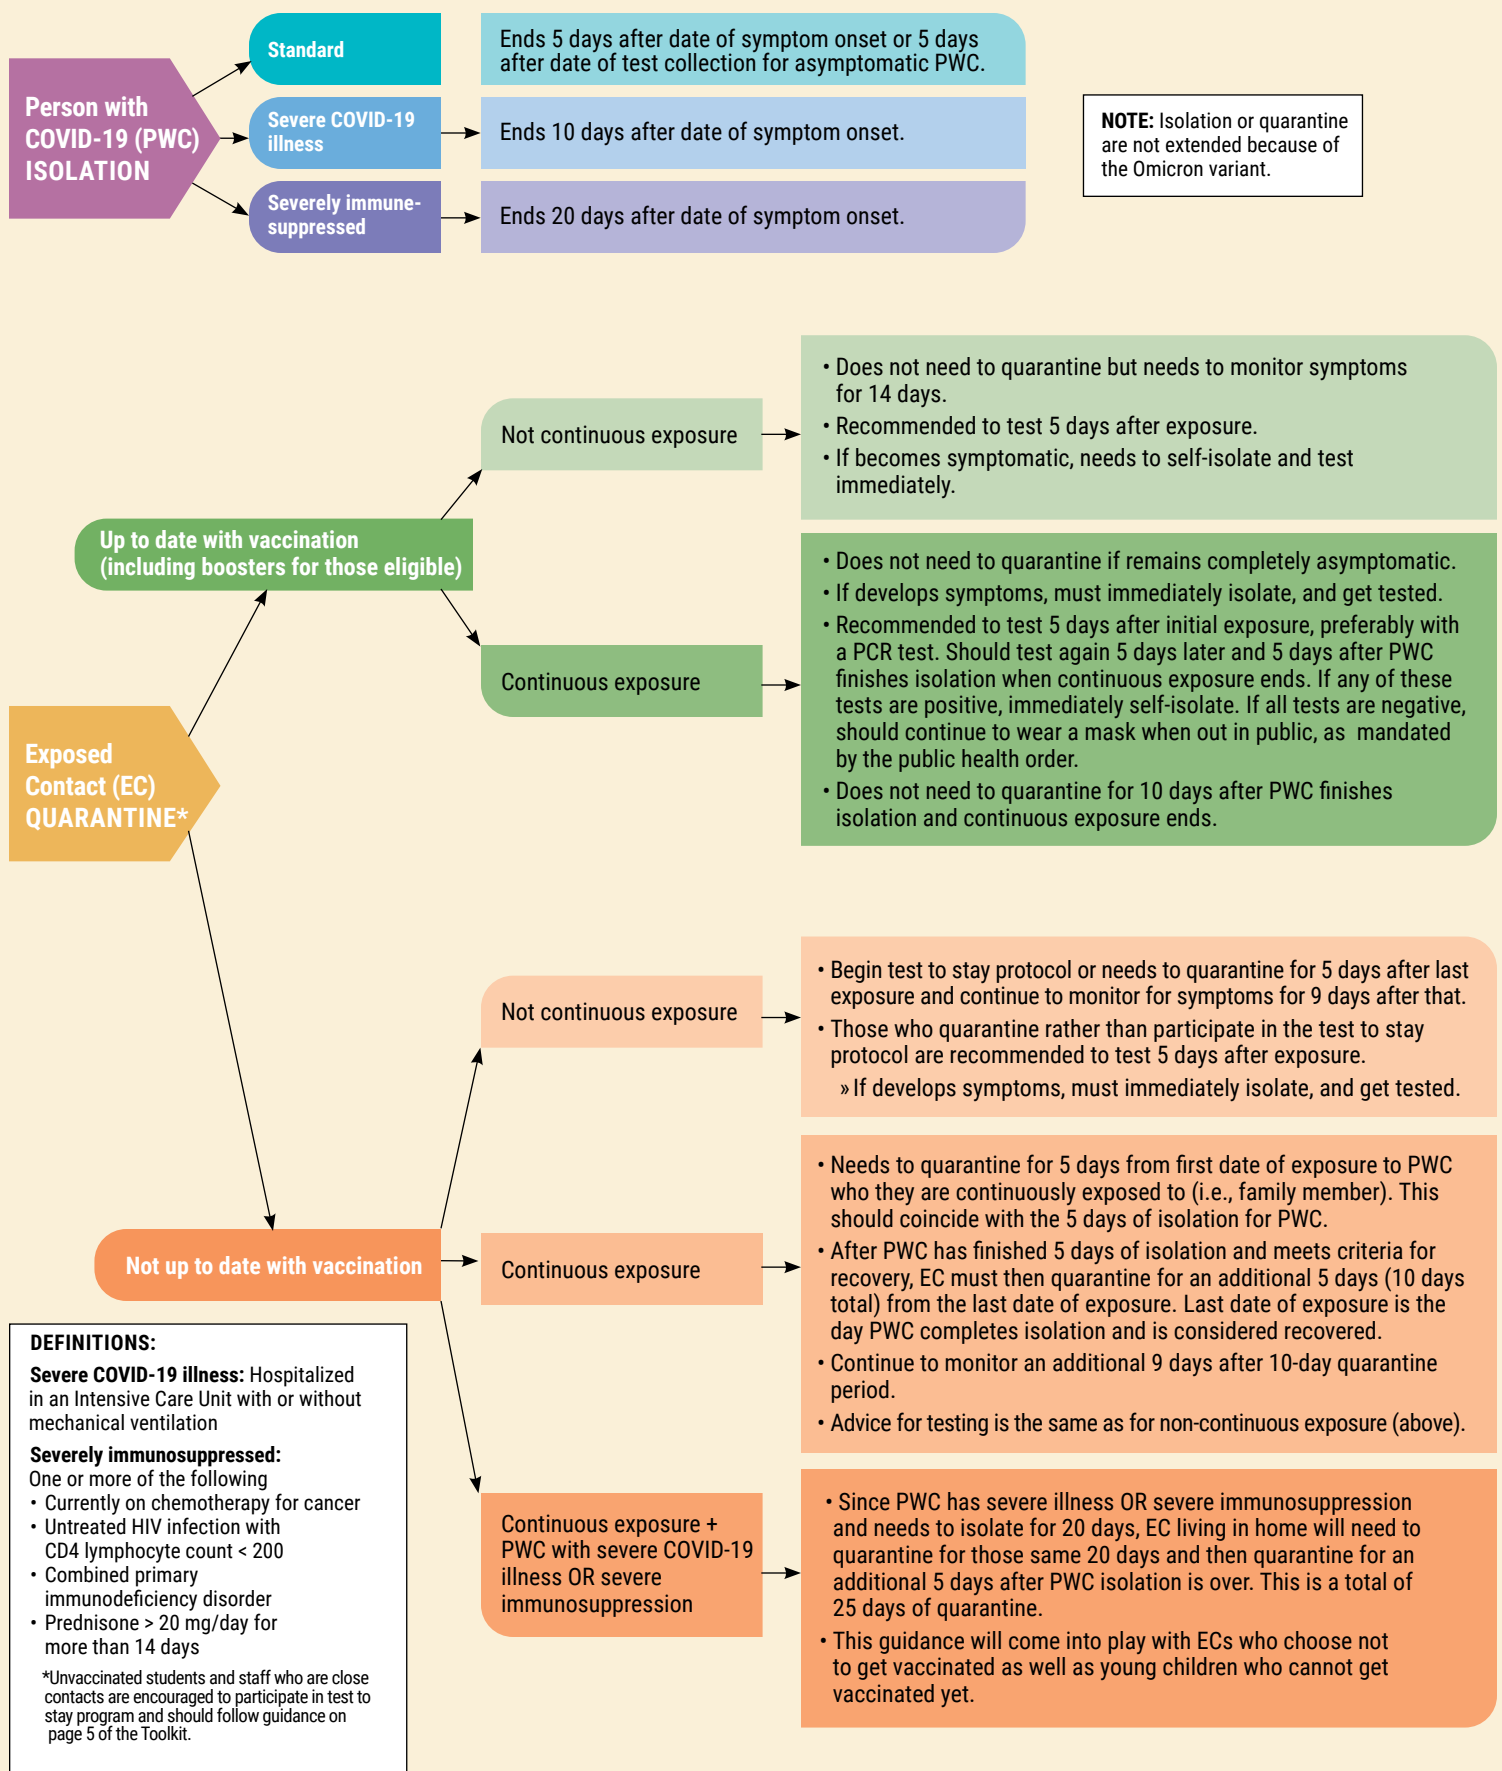 Person with
COVID-19 (PWC)
ISOLATION
Standard
Ends 5 days after date of symptom onset or 5 days
after date of test collection for asymptomatic PWC.
Severe COVID-19
illness
Ends 10 days after date of symptom onset.
Severely immune-
suppressed
Ends 20 days after date of symptom onset.
NOTE: Isolation or quarantine
are not extended because of
the Omicron variant.
Exposed
Contact (EC)
QUARANTINE*
Up to date with vaccination
(including boosters for those eligible)
Not continuous exposure
• Does not need to quarantine but needs to monitor symptoms
for 14 days.
• Recommended to test 5 days after exposure.
• If becomes symptomatic, needs to self-isolate and test
immediately.
Continuous exposure
• Does not need to quarantine if remains completely asymptomatic.
• If develops symptoms, must immediately isolate, and get tested.
• Recommended to test 5 days after initial exposure, preferably with
a PCR test. Should test again 5 days later and 5 days after PWC
finishes isolation when continuous exposure ends. If any of these
tests are positive, immediately self-isolate. If all tests are negative,
should continue to wear a mask when out in public, as mandated
by the public health order.
• Does not need to quarantine for 10 days after PWC finishes
isolation and continuous exposure ends.
Not up to date with vaccination
Not continuous exposure
• Begin test to stay protocol or needs to quarantine for 5 days after last
exposure and continue to monitor for symptoms for 9 days after that.
• Those who quarantine rather than participate in the test to stay
protocol are recommended to test 5 days after exposure.
» If develops symptoms, must immediately isolate, and get tested.
Continuous exposure
• Needs to quarantine for 5 days from first date of exposure to PWC
who they are continuously exposed to (i.e., family member). This
should coincide with the 5 days of isolation for PWC.
• After PWC has finished 5 days of isolation and meets criteria for
recovery, EC must then quarantine for an additional 5 days (10 days
total) from the last date of exposure. Last date of exposure is the
day PWC completes isolation and is considered recovered.
• Continue to monitor an additional 9 days after 10-day quarantine
period.
• Advice for testing is the same as for non-continuous exposure (above).
Continuous exposure +
PWC with severe COVID-19
illness OR severe
immunosuppression
• Since PWC has severe illness OR severe immunosuppression
and needs to isolate for 20 days, EC living in home will need to
quarantine for those same 20 days and then quarantine for an
additional 5 days after PWC isolation is over. This is a total of
25 days of quarantine.
• This guidance will come into play with ECs who choose not
to get vaccinated as well as young children who cannot get
vaccinated yet.
DEFINITIONS:
Severe COVID-19 illness: Hospitalized
in an Intensive Care Unit with or without
mechanical ventilation
Severely immunosuppressed:
One or more of the following
• Currently on chemotherapy for cancer
• Untreated HIV infection with
CD4 lymphocyte count < 200
• Combined primary
immunodeficiency disorder
• Prednisone > 20 mg/day for
more than 14 days
*Unvaccinated students and staff who are close
contacts are encouraged to participate in test to
stay program and should follow guidance on
page 5 of the Toolkit.